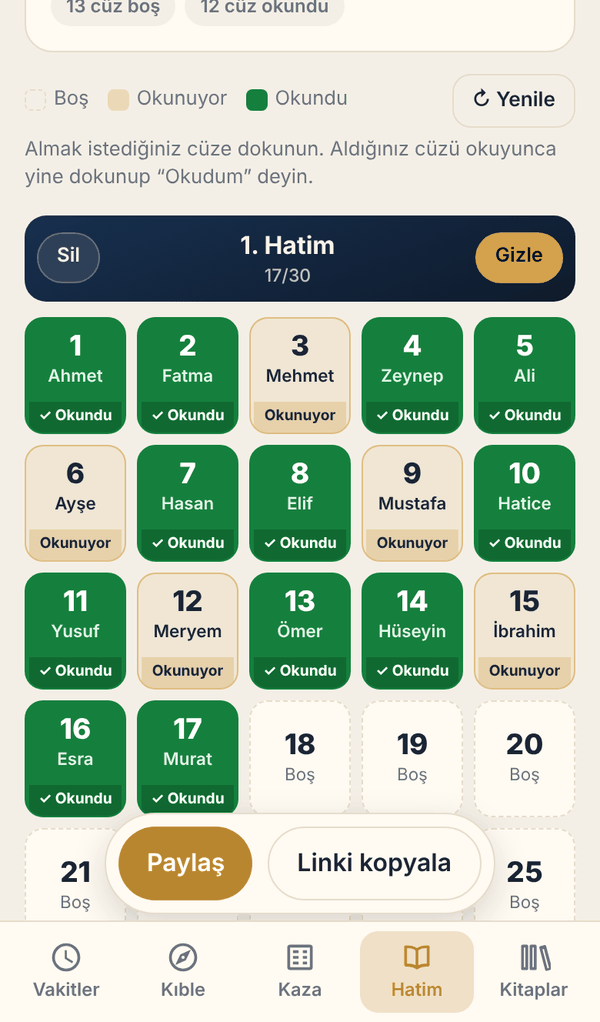 13 cüz boş 12 cüz okundu
Boş Okunuyor Okundu ↻ Yenile
Almak istediğiniz cüze dokunun. Aldığınız cüzü okuyunca
yine dokunup “Okudum” deyin.
Sil 1. Hatim Gizle
17/30
1 2 3 4 5
Ahmet Fatma Mehmet Zeynep Ali
✓ Okundu ✓ Okundu Okunuyor ✓ Okundu ✓ Okundu
6 7 8 9 10
Ayşe Hasan Elif Mustafa Hatice
Okunuyor ✓ Okundu ✓ Okundu Okunuyor ✓ Okundu
11 12 13 14 15
Yusuf Meryem Ömer Hüseyin İbrahim
✓ Okundu Okunuyor ✓ Okundu ✓ Okundu Okunuyor
16 17 18 19 20
Esra Murat Boş Boş Boş
✓ Okundu ✓ Okundu
21 25
Boş Boş
Paylaş Linki kopyala
Vakitler Kıble Kaza Hatim Kitaplar